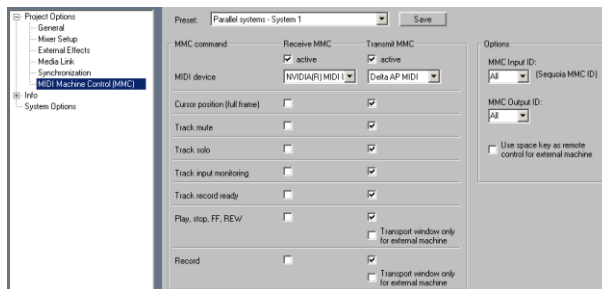 Project Options
General
Mixer Setup
External Effects
Media Link
Synchronization
MIDI Machine Control (MMC)
Info
System Options
Preset: Parallel systems - System 1 Save
MMC command Receive MMC Transmit MMC
active active
MIDI device NVIDIA(R) MIDI Delta AP MIDI
Cursor position (full frame)
Track mute
Track solo
Track input monitoring
Track record ready
Play, stop, FF, REW
Transport window only
for external machine
Record
Transport window only
for external machine
Options
MMC Input ID:
All (Sequoia MMC ID)
MMC Output ID:
All
Use space key as remote
control for external machine